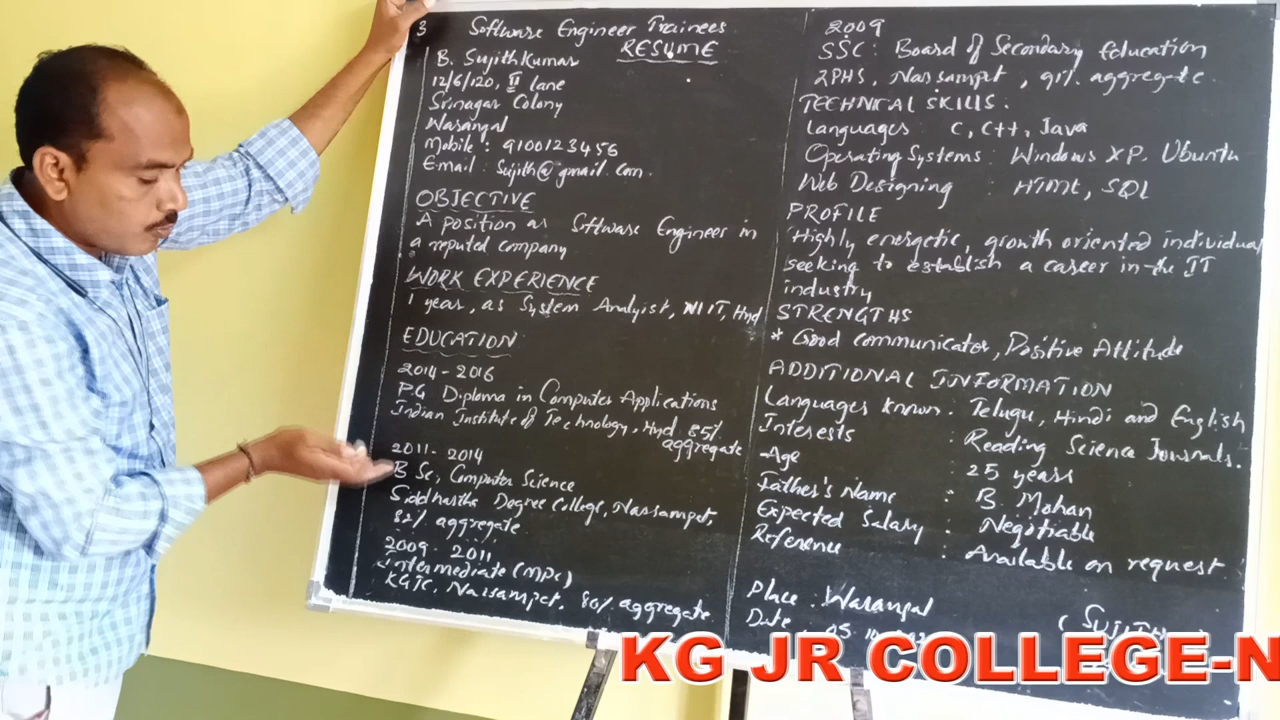 3 Software Engineer Trainees
RESUME
B. Sujith Kumar
12/6/120, II lane
Srinagar Colony
Warangal
Mobile : 9100123456
E-mail : Sujith@gmail.com.
OBJECTIVE
A position as Software Engineer in
a reputed company
WORK EXPERIENCE
1 year, as System Analyist, NIIT, Hyd
EDUCATION
2014-2016
P.G Diploma in Computer Applications
Indian Institute of Technology, Hyd 85%
aggregate
2011-2014
B Sc, Computer Science
Siddhartha Degree College, Narsampet,
82% aggregate
2009-2011
Intermediate (MPC)
KGJC, Narsampet, 80% aggregate
2009
SSC : Board of Secondary Education
ZPHS, Narsampet, 91% aggregate
TECHNICAL SKILLS :
Languages : C, C++, Java
Operating Systems : Windows XP, Ubuntu
Web Designing : HTML, SQL
PROFILE
Highly energetic, growth oriented individual
seeking to establish a career in the IT
industry
STRENGTHS
* Good communicator, Positive Attitude
ADDITIONAL INFORMATION
Languages known : Telugu, Hindi and English
Interests : Reading Science Journals.
Age : 25 years
Father's Name : B. Mohan
Expected Salary : Negotiable
Reference : Available on request
Place : Warangal
Date : 05.10
(SUJITH
KG JR COLLEGE-N